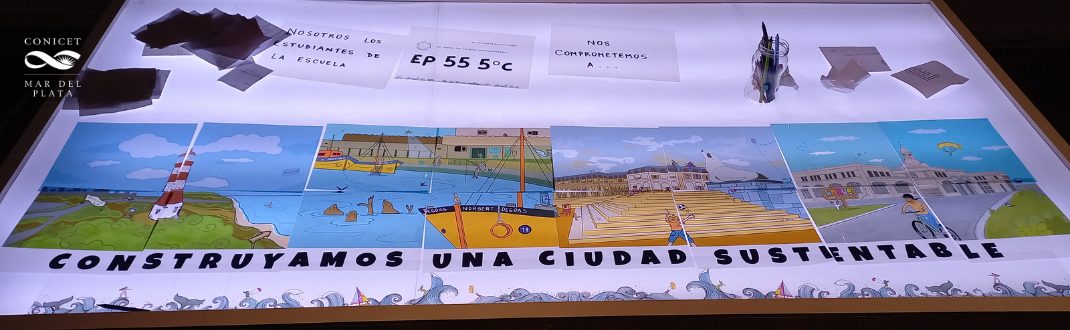 CONICET
MAR DEL
PLATA
NOSOTROS LOS
ESTUDIANTES DE
LA ESCUELA
EP 55 5°C
NOS
COMPROMETEMOS
A...
CONSTRUYAMOS UNA CIUDAD SUSTENTABLE